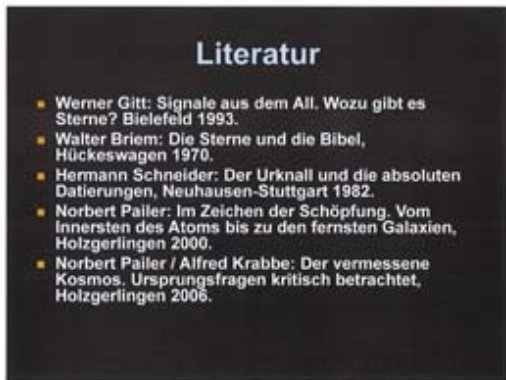 Literatur
Werner Gitt: Signale aus dem All. Wozu gibt es
Sterne? Bielefeld 1993.
Walter Briem: Die Sterne und die Bibel,
Hückeswagen 1970.
Hermann Schneider: Der Urknall und die absoluten
Datierungen, Neuhausen-Stuttgart 1982.
Norbert Pailer: Im Zeichen der Schöpfung. Vom
Innersten des Atoms bis zu den fernsten Galaxien,
Holzgerlingen 2000.
Norbert Pailer / Alfred Krabbe: Der vermessene
Kosmos. Ursprungsfragen kritisch betrachtet,
Holzgerlingen 2006.